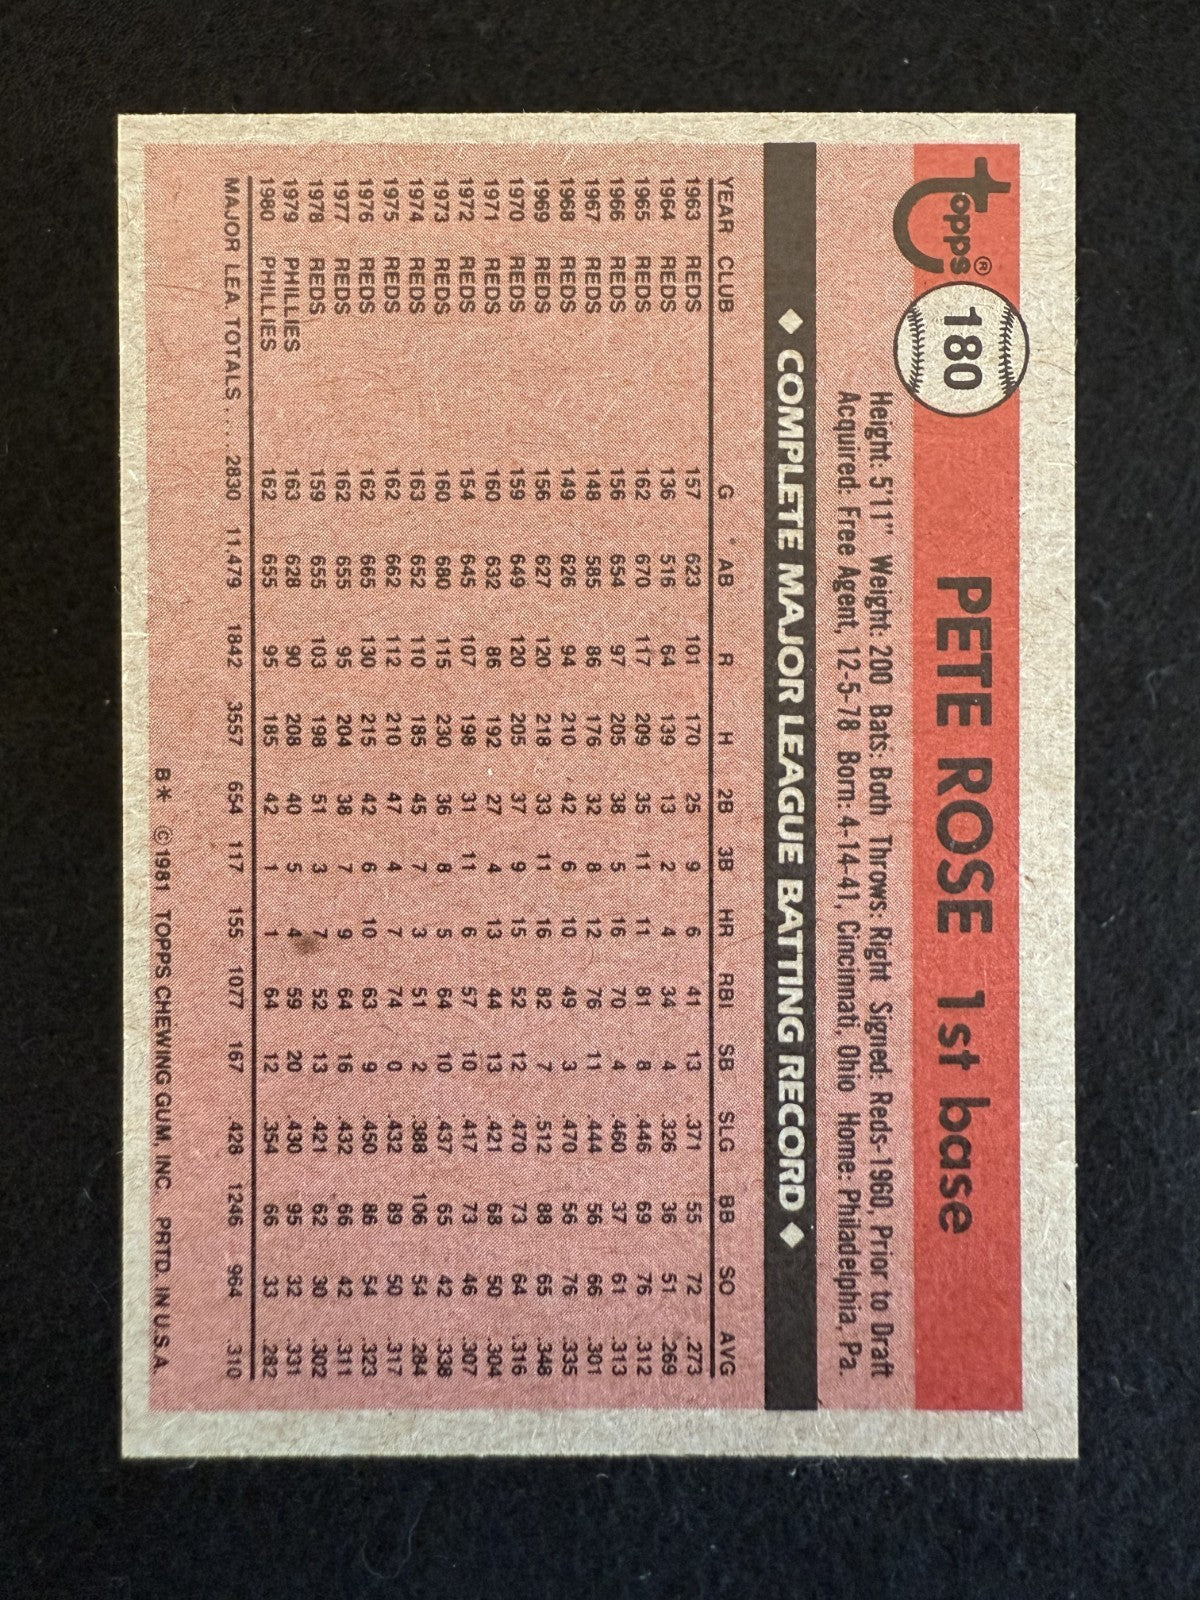 topps®
180
PETE ROSE 1st base
Height: 5'11" Weight: 200 Bats: Both Throws: Right Signed: Reds-1960, Prior to Draft
Acquired: Free Agent, 12-5-78 Born: 4-14-41, Cincinnati, Ohio Home: Philadelphia, Pa.
◆ COMPLETE MAJOR LEAGUE BATTING RECORD ◆
YEAR CLUB G AB R H 2B 3B HR RBI SB SLG BB SO AVG
1963 REDS 157 623 101 170 25 9 6 41 13 .371 55 72 .273
1964 REDS 136 516 64 139 13 2 4 34 4 .326 36 51 .269
1965 REDS 162 670 117 209 35 11 11 81 8 .446 69 76 .312
1966 REDS 156 654 97 205 38 5 16 70 4 .460 37 61 .313
1967 REDS 148 585 86 176 32 8 12 76 11 .444 56 66 .301
1968 REDS 149 626 94 210 42 6 10 49 3 .470 56 76 .335
1969 REDS 156 627 120 218 33 11 16 82 7 .512 88 65 .348
1970 REDS 159 649 120 205 37 9 15 52 12 .470 73 64 .316
1971 REDS 160 632 86 192 27 4 13 44 13 .421 68 50 .304
1972 REDS 154 645 107 198 31 11 6 57 10 .417 73 46 .307
1973 REDS 160 680 115 230 36 8 5 64 10 .437 65 42 .338
1974 REDS 163 652 110 185 45 7 3 51 2 .388 106 54 .284
1975 REDS 162 662 112 210 47 4 7 74 0 .432 89 50 .317
1976 REDS 162 665 130 215 42 6 10 63 9 .450 86 54 .323
1977 REDS 162 655 95 204 38 7 9 64 16 .432 66 42 .311
1978 REDS 159 655 103 198 51 3 7 52 13 .421 62 30 .302
1979 PHILLIES 163 628 90 208 40 5 4 59 20 .430 95 32 .331
1980 PHILLIES 162 655 95 185 42 1 1 64 12 .354 66 33 .282
MAJOR LEA. TOTALS ....2830 11,479 1842 3557 654 117 155 1077 167 .428 1246 964 .310
B* ©1981 TOPPS CHEWING GUM, INC. PRTD. IN U.S.A.